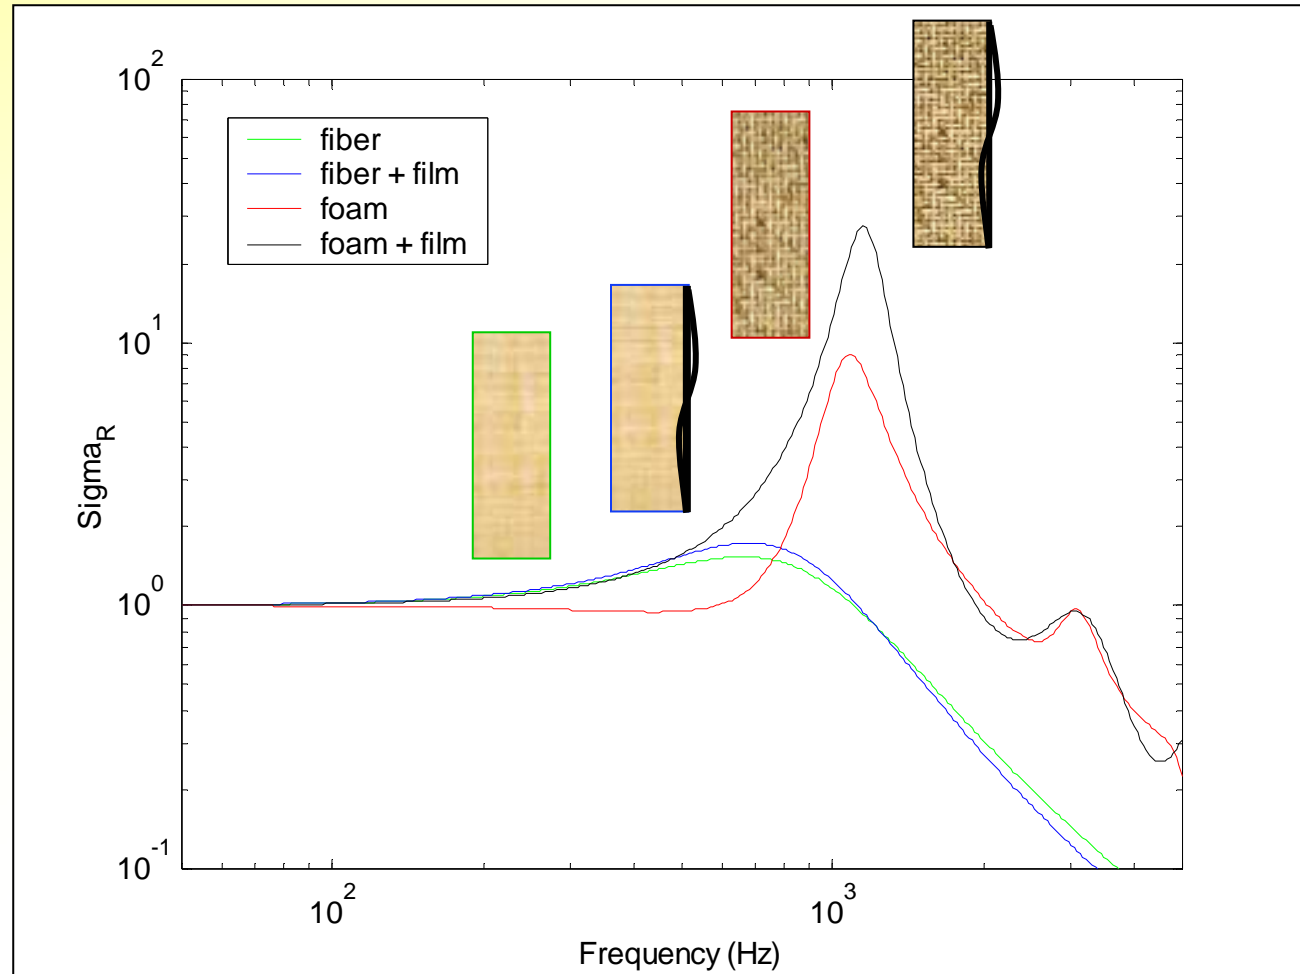 10^2
fiber
fiber + film
foam
foam + film
10^1
Sigma_R
10^0
10^-1
10^2
10^3
Frequency (Hz)